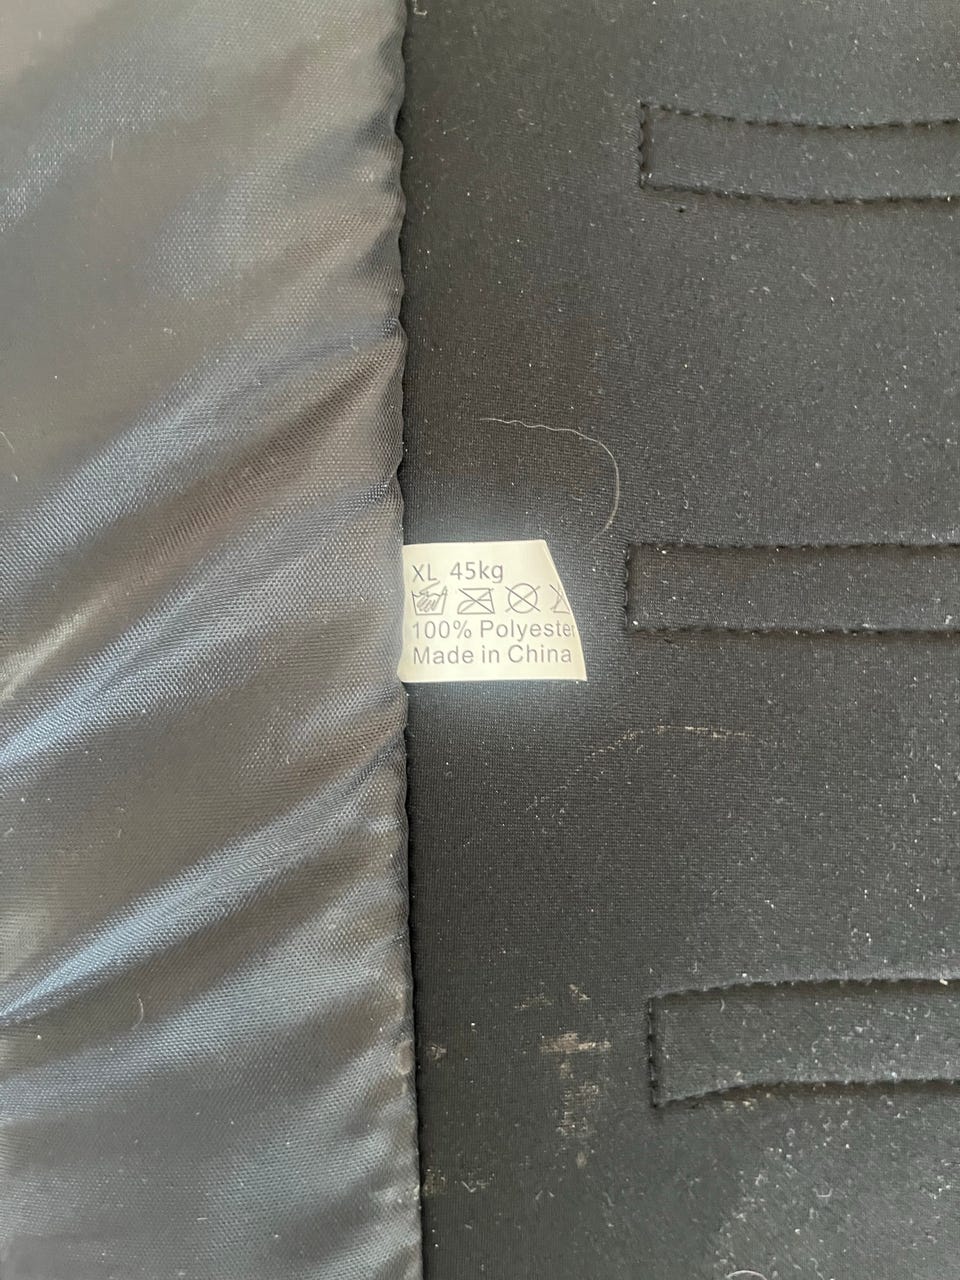 XL 45kg
100% Polyester
Made in China